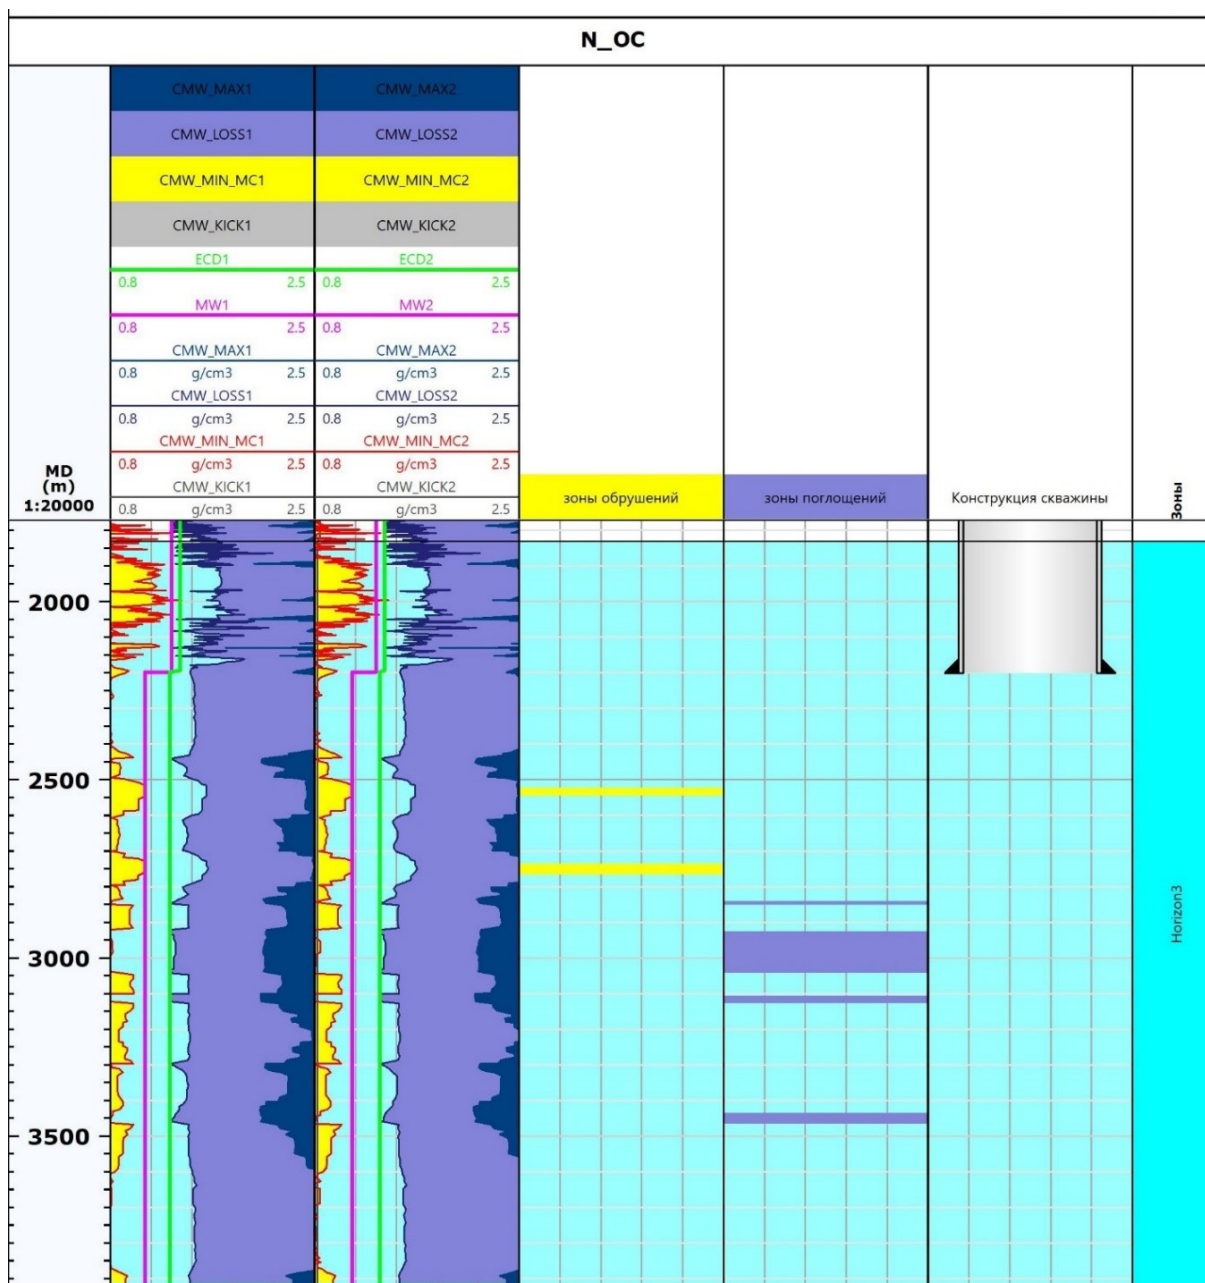 N_OC
CMW_MAX1 CMW_MAX2
CMW_LOSS1 CMW_LOSS2
CMW_MIN_MC1 CMW_MIN_MC2
CMW_KICK1 CMW_KICK2
ECD1 ECD2
0.8 2.5 0.8 2.5
MW1 MW2
0.8 2.5 0.8 2.5
CMW_MAX1 CMW_MAX2
0.8 g/cm3 2.5 0.8 g/cm3 2.5
CMW_LOSS1 CMW_LOSS2
0.8 g/cm3 2.5 0.8 g/cm3 2.5
CMW_MIN_MC1 CMW_MIN_MC2
0.8 g/cm3 2.5 0.8 g/cm3 2.5
CMW_KICK1 CMW_KICK2
0.8 g/cm3 2.5 0.8 g/cm3 2.5
MD
(m)
1:20000
зоны обрушений
зоны поглощений
Конструкция скважины
Зоны
2000
2500
3000
3500
Horizon3